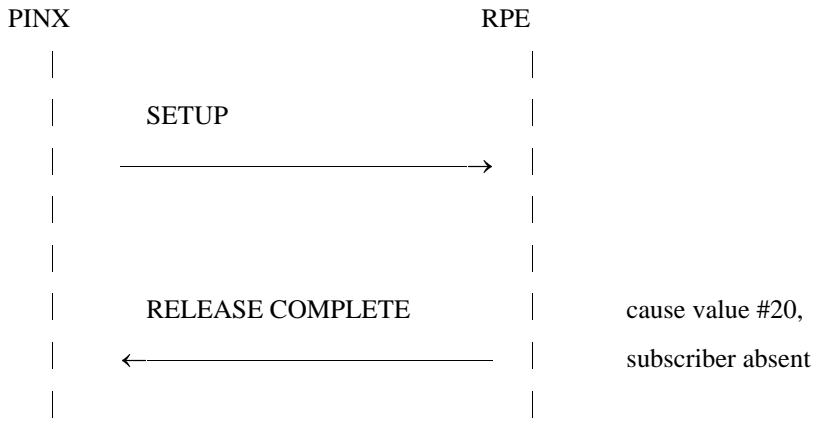 PINX RPE
SETUP
RELEASE COMPLETE cause value #20,
subscriber absent